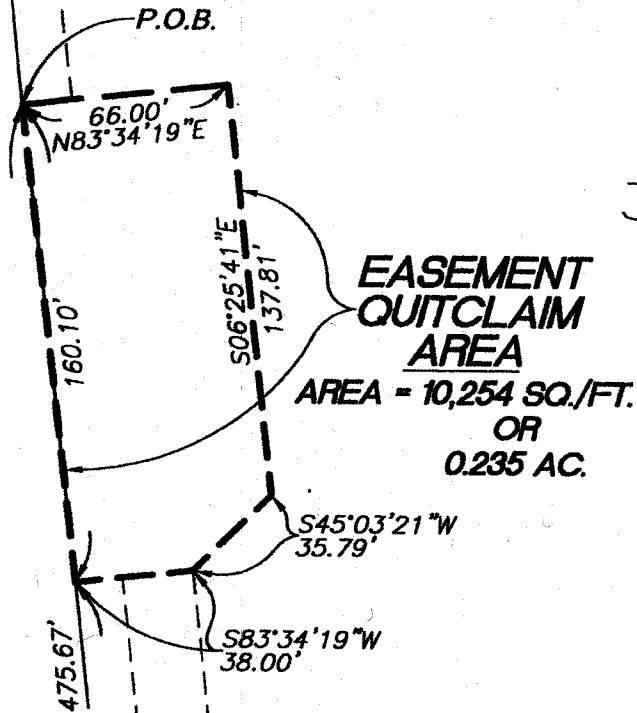 P.O.B.
66.00'
N83°34'19"E
160.10'
S06°25'41"E
137.81'
EASEMENT
QUITCLAIM
AREA
AREA = 10,254 SQ./FT.
OR
0.235 AC.
S45°03'21"W
35.79'
S83°34'19"W
38.00'
475.67'